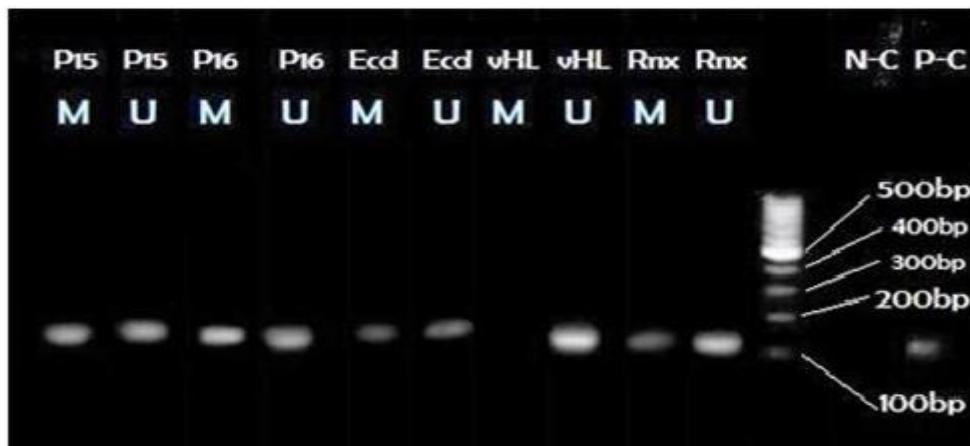 P15 P15 P16 P16 Ecd Ecd vHL vHL Rnx Rnx N-C P-C
M U M U M U M U M U
500bp
400bp
300bp
200bp
100bp